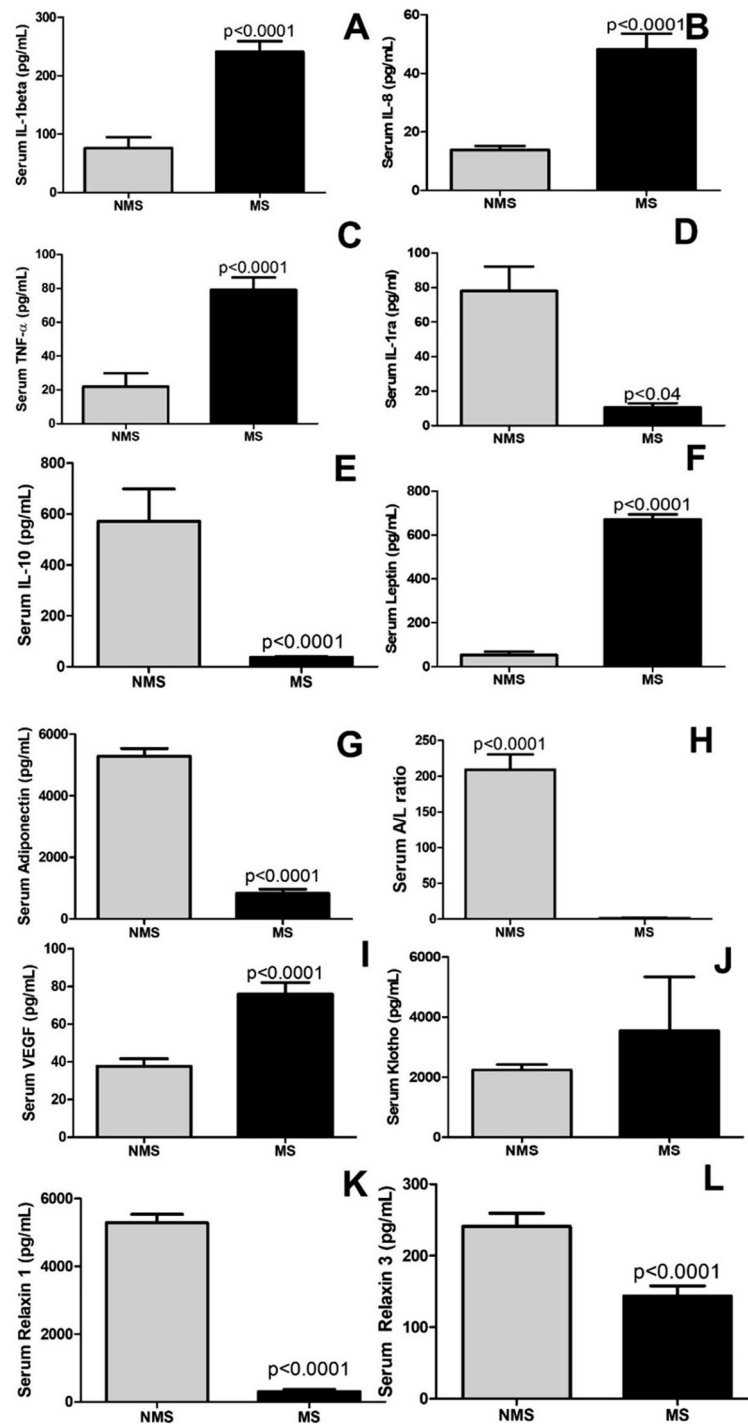 A
Serum IL-1beta (pg/mL)
300
200
100
0
p<0.0001
NMS
MS
B
Serum IL-8 (pg/mL)
60
40
20
0
p<0.0001
NMS
MS
C
Serum TNF-α (pg/mL)
100
80
60
40
20
0
p<0.0001
NMS
MS
D
Serum IL-1ra (pg/ml)
100
80
60
40
20
0
p<0.04
NMS
MS
E
Serum IL-10 (pg/mL)
800
600
400
200
0
p<0.0001
NMS
MS
F
Serum Leptin (pg/mL)
800
600
400
200
0
p<0.0001
NMS
MS
G
Serum Adiponectin (pg/mL)
6000
4000
2000
0
p<0.0001
NMS
MS
H
Serum A/L ratio
250
200
150
100
50
0
p<0.0001
NMS
MS
I
Serum VEGF (pg/mL)
80
60
40
20
0
p<0.0001
NMS
MS
J
Serum Klotho (pg/mL)
6000
4000
2000
0
NMS
MS
K
Serum Relaxin 1 (pg/mL)
6000
4000
2000
0
p<0.0001
NMS
MS
L
Serum Relaxin 3 (pg/mL)
300
200
100
0
p<0.0001
NMS
MS